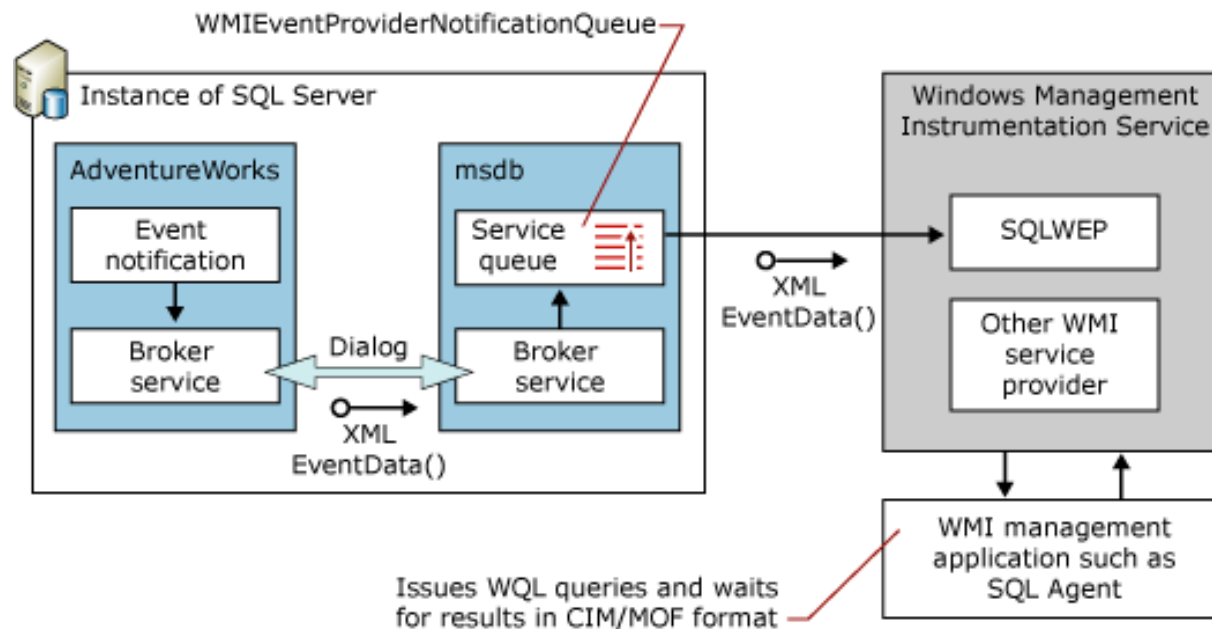 WMIEventProviderNotificationQueue
Instance of SQL Server
AdventureWorks
Event
notification
Broker
service
Dialog
XML
EventData()
msdb
Service
queue
Broker
service
XML
EventData()
Windows Management
Instrumentation Service
SQLWEP
Other WMI
service
provider
WMI management
application such as
SQL Agent
Issues WQL queries and waits
for results in CIM/MOF format